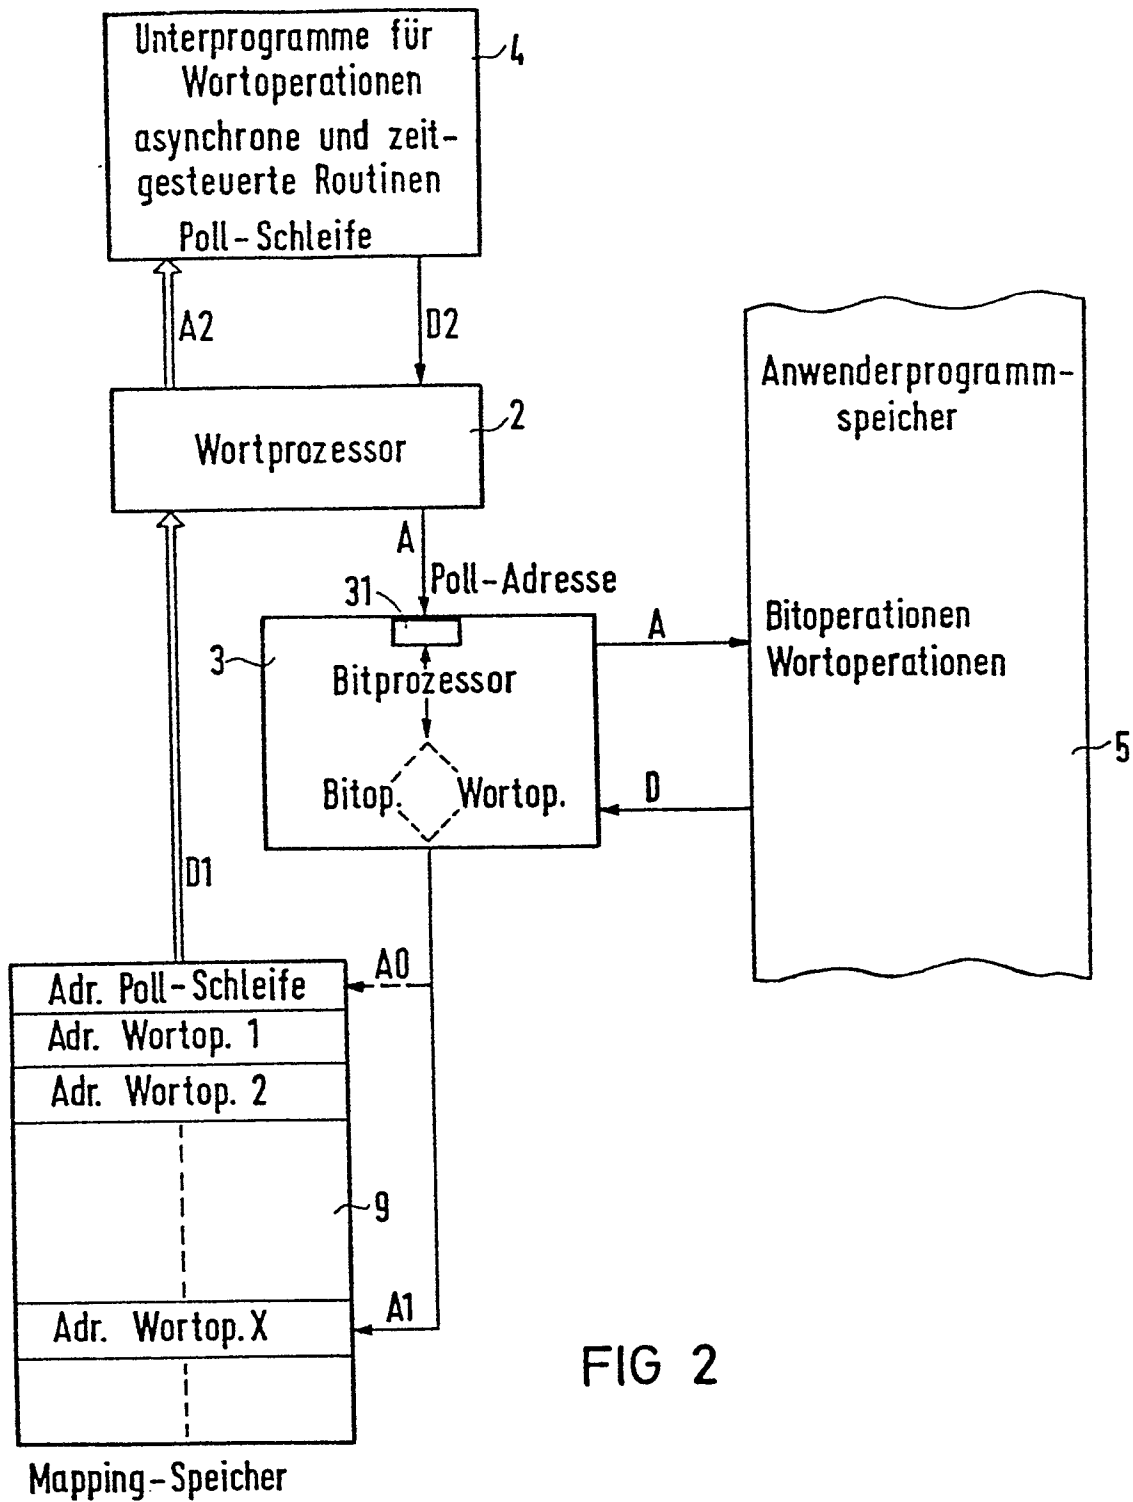 Unterprogramme für
Wortoperationen
asynchrone und zeit-
gesteuerte Routinen
Poll-Schleife
4
A2
D2
Wortprozessor
2
A
Poll-Adresse
31
3
Bitprozessor
Bitop.
Wortop.
A
D
Anwenderprogramm-
speicher
Bitoperationen
Wortoperationen
5
D1
A0
Adr. Poll-Schleife
Adr. Wortop. 1
Adr. Wortop. 2
9
A1
Adr. Wortop. X
Mapping-Speicher
FIG 2